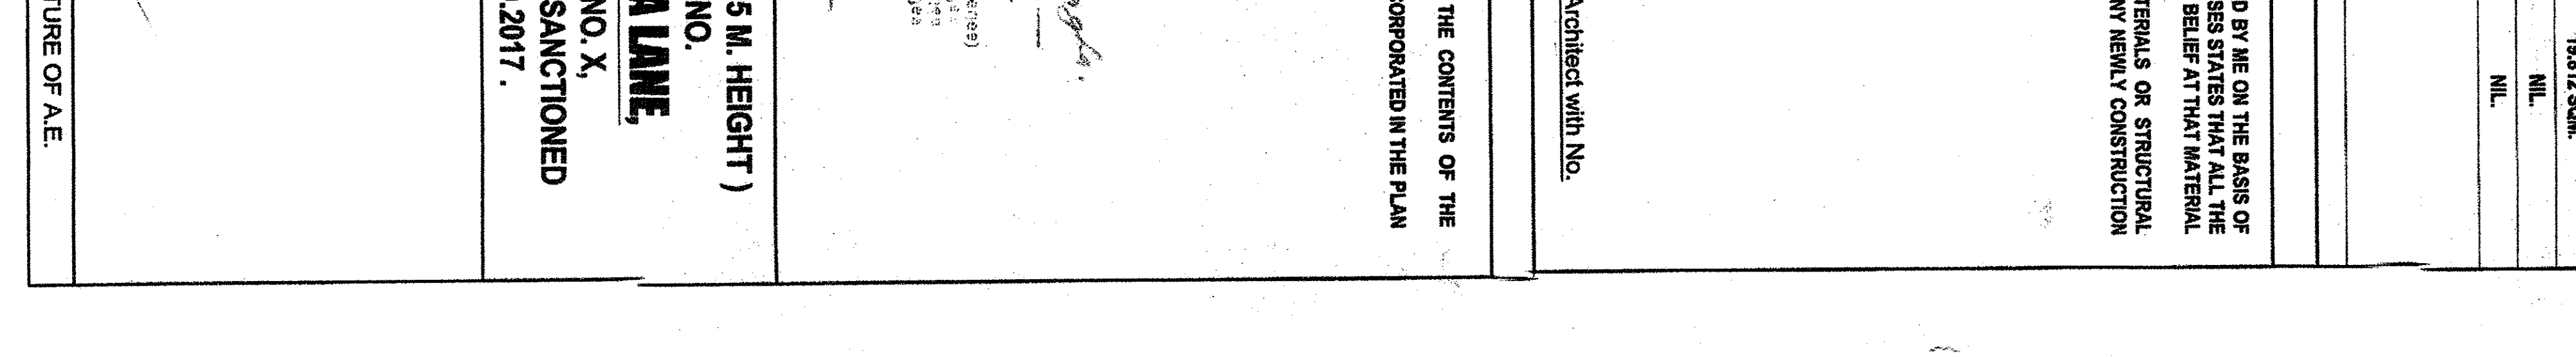 NIL.
NIL.
D BY ME ON THE BASIS OF
SES STATES THAT ALL THE
BELIEF AT THAT MATERIAL
TERIALS OR STRUCTURAL
NY NEWLY CONSTRUCTION
Architect with No.
THE CONTENTS OF THE
CORPORATED IN THE PLAN
5 M. HEIGHT )
NO.
A LANE,
NO. X,
SANCTIONED
.2017 .
TURE OF A.E.